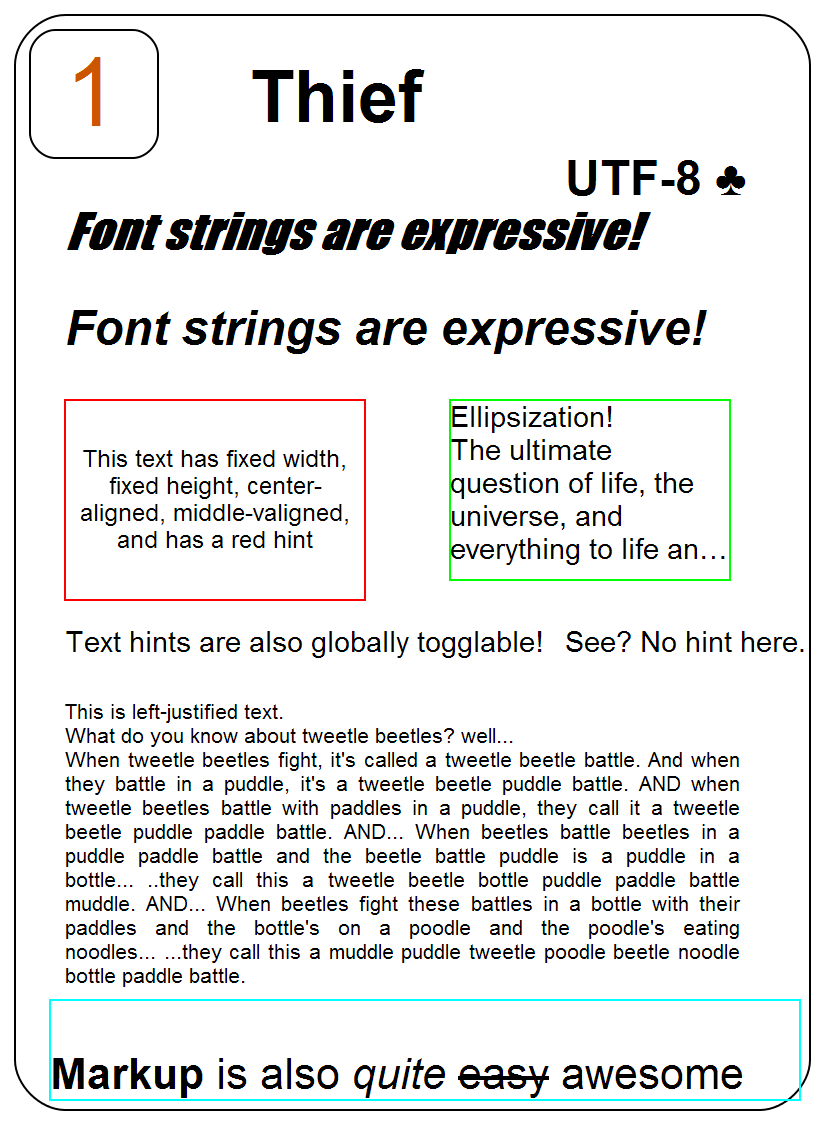 1
Thief
UTF-8 ♣
Font strings are expressive!
Font strings are expressive!
This text has fixed width,
fixed height, center-
aligned, middle-valigned,
and has a red hint
Ellipsization!
The ultimate
question of life, the
universe, and
everything to life an…
Text hints are also globally togglable!
See? No hint here.
This is left-justified text.
What do you know about tweetle beetles? well...
When tweetle beetles fight, it's called a tweetle beetle battle. And when
they battle in a puddle, it's a tweetle beetle puddle battle. AND when
tweetle beetles battle with paddles in a puddle, they call it a tweetle
beetle puddle paddle battle. AND... When beetles battle beetles in a
puddle paddle battle and the beetle battle puddle is a puddle in a
bottle... ..they call this a tweetle beetle bottle puddle paddle battle
muddle. AND... When beetles fight these battles in a bottle with their
paddles and the bottle's on a poodle and the poodle's eating
noodles... ...they call this a muddle puddle tweetle poodle beetle noodle
bottle paddle battle.
Markup is also quite easy awesome